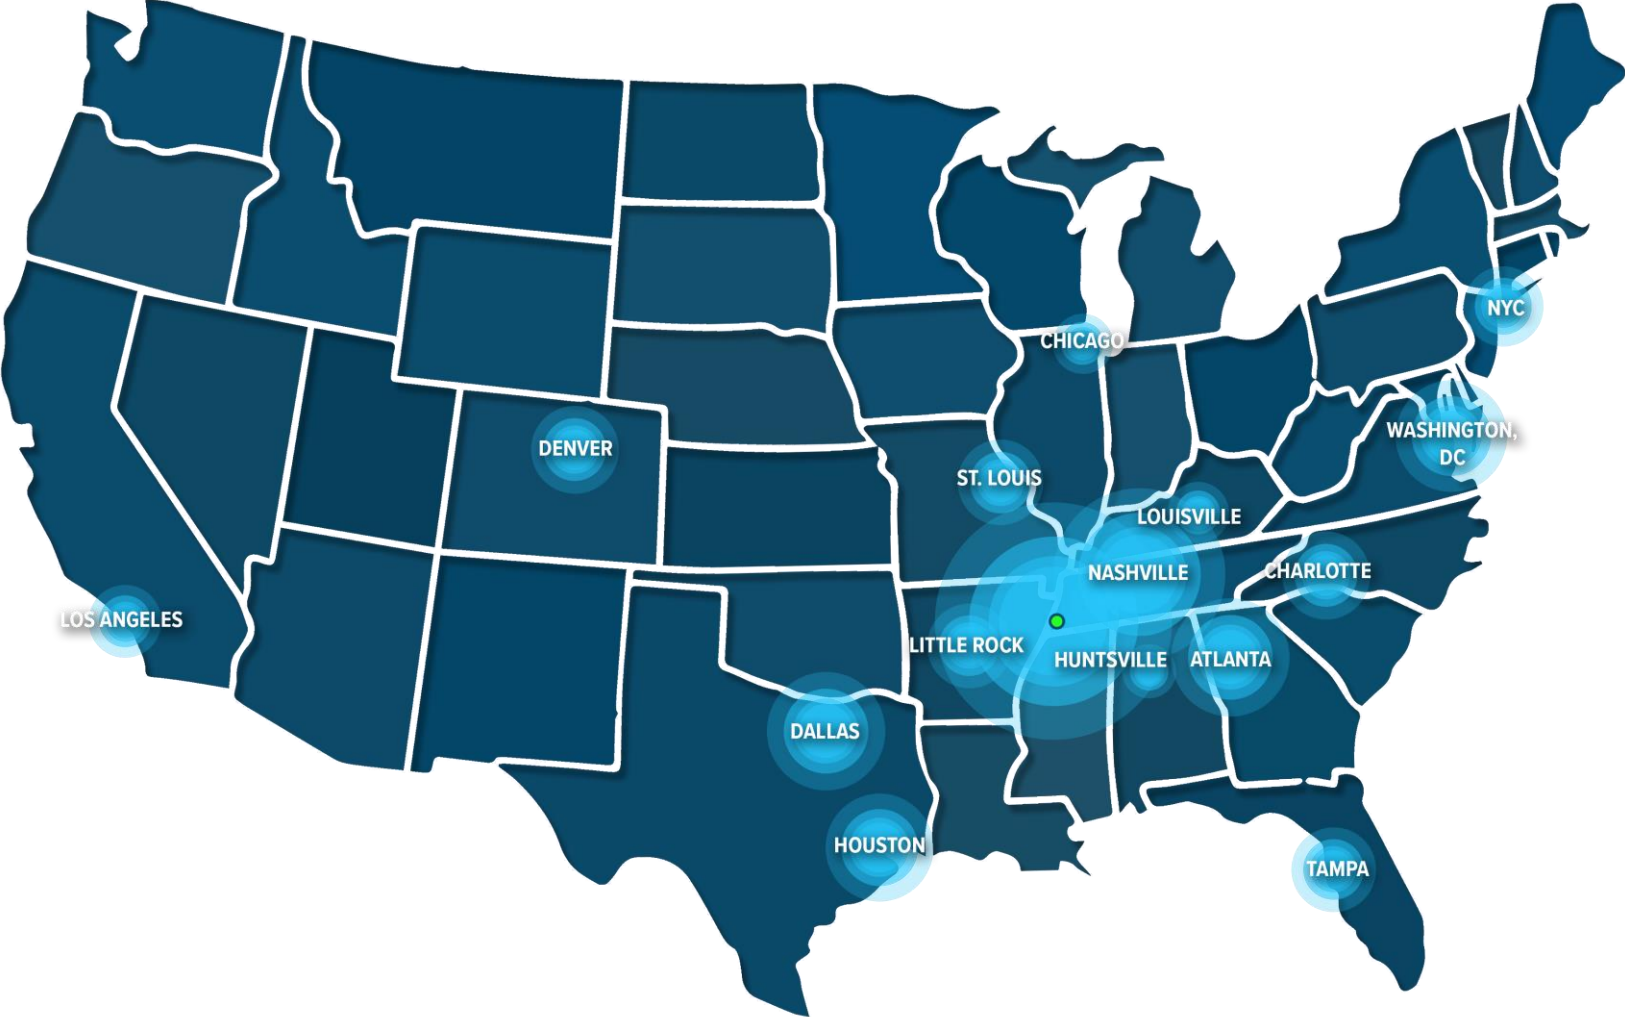 NYC
CHICAGO
WASHINGTON,
DC
DENVER
ST. LOUIS
LOUISVILLE
NASHVILLE
CHARLOTTE
LOS ANGELES
LITTLE ROCK
HUNTSVILLE
ATLANTA
DALLAS
HOUSTON
TAMPA